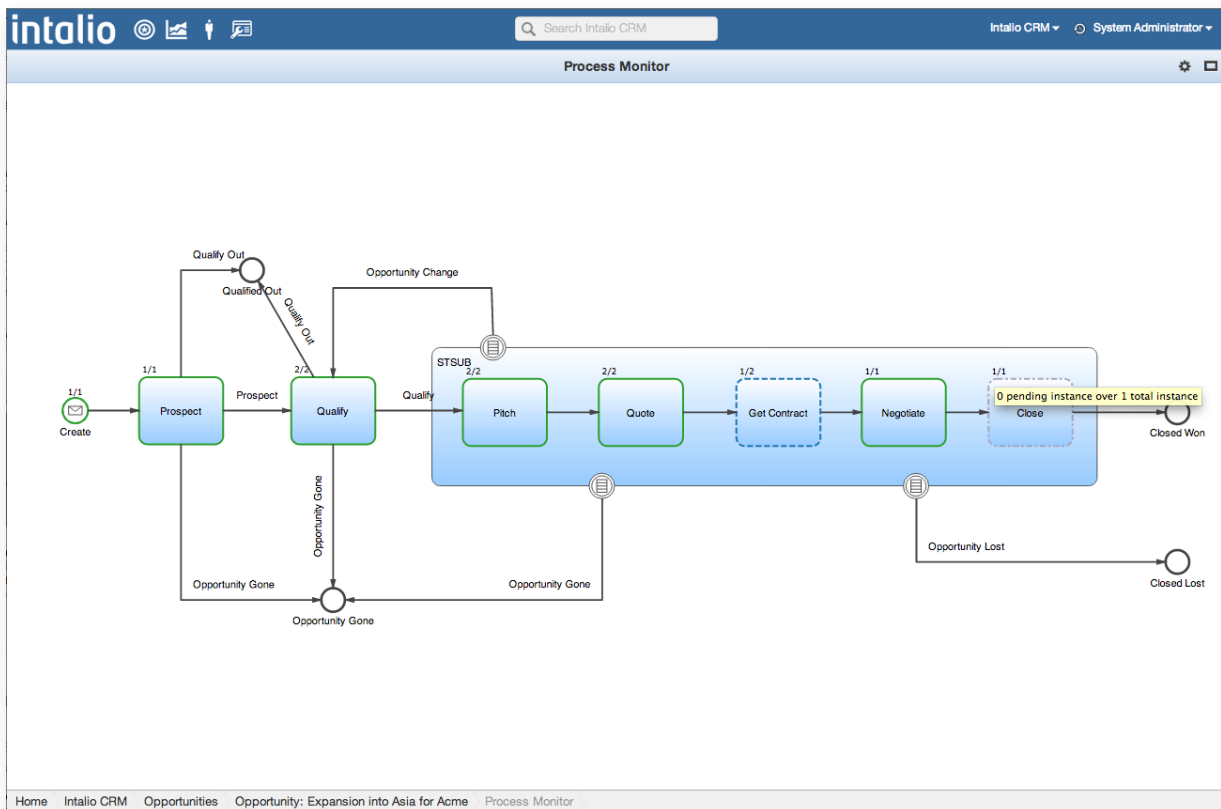 intalio
Search Intalio CRM
Intalio CRM
System Administrator
Process Monitor
Qualify Out
Qualified Out
Qualify Out
Opportunity Change
STSUB
1/1
Create
1/1
Prospect
Prospect
2/2
Qualify
Qualify
2/2
Pitch
2/2
Quote
1/2
Get Contract
1/1
Negotiate
1/1
0 pending instance over 1 total instance
Close
Closed Won
Opportunity Gone
Opportunity Gone
Opportunity Gone
Opportunity Gone
Opportunity Lost
Closed Lost
Home Intalio CRM Opportunities Opportunity: Expansion into Asia for Acme Process Monitor